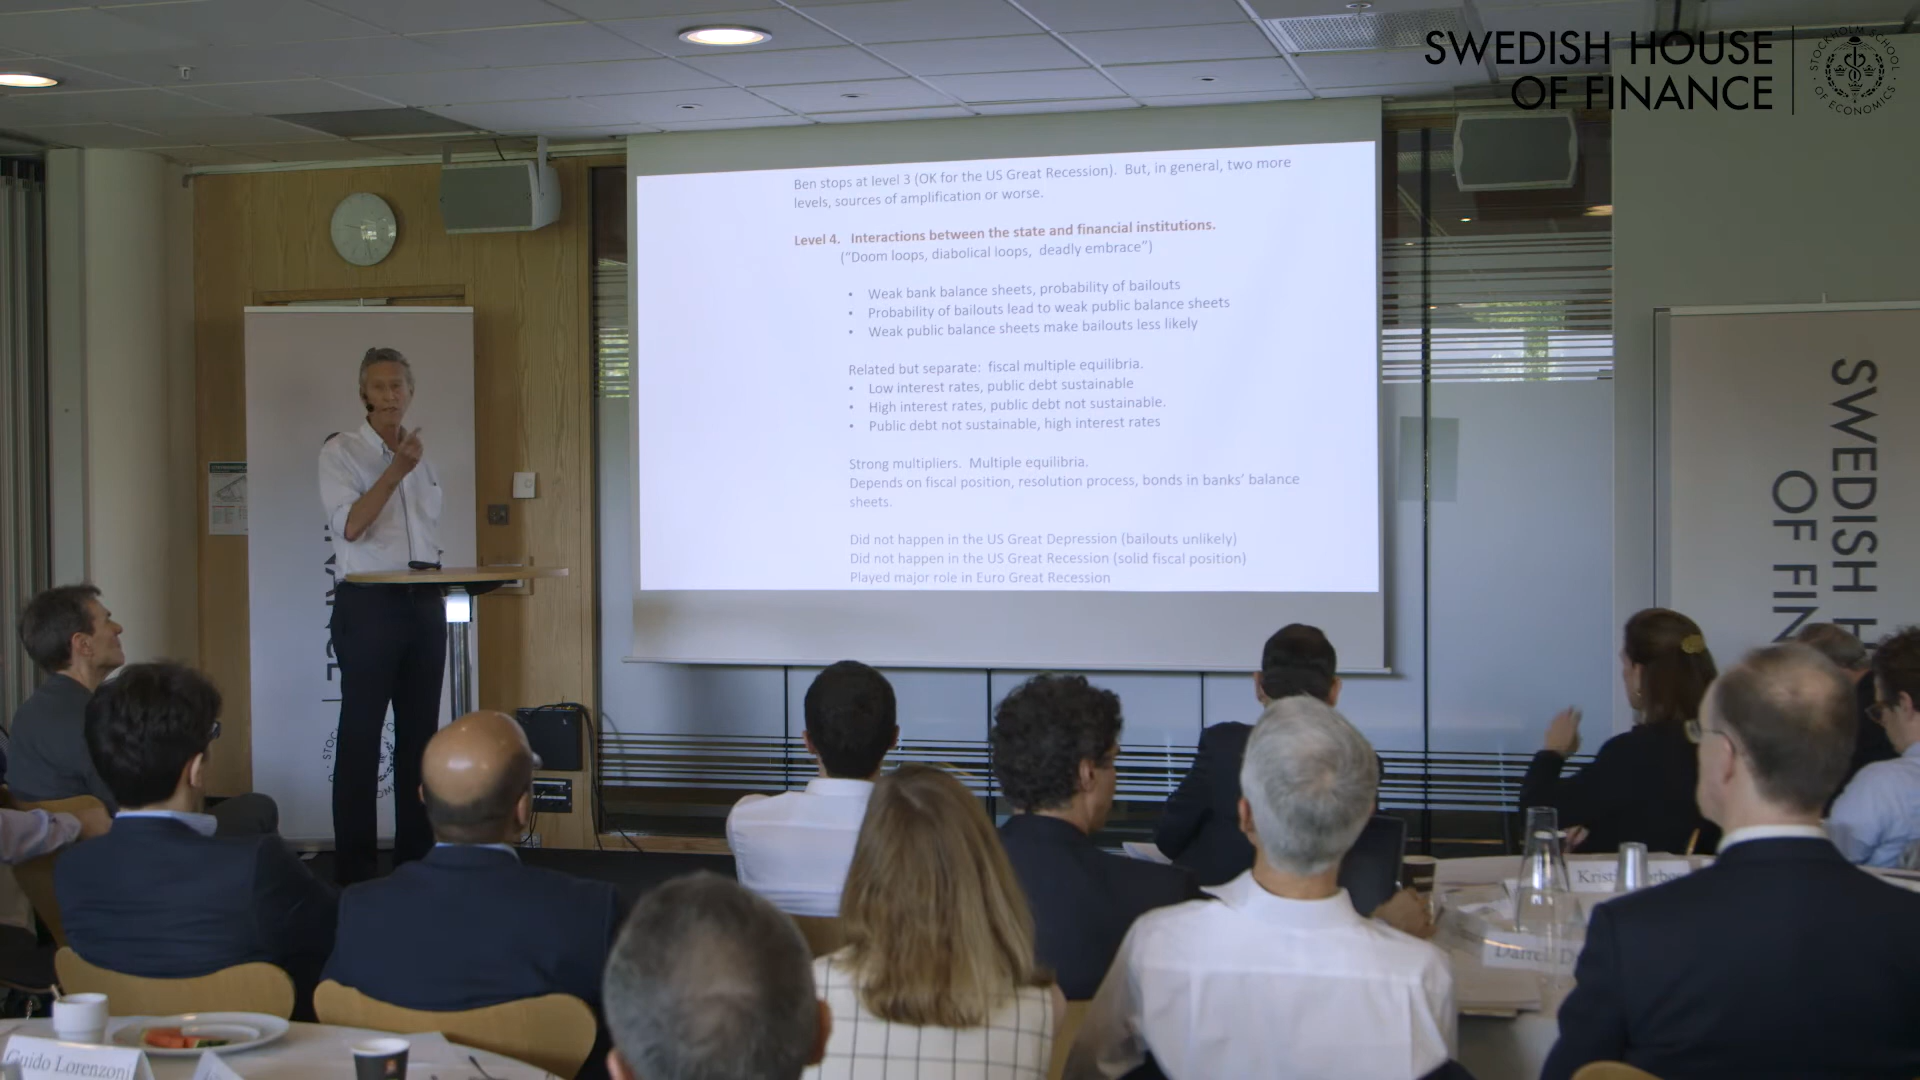 SWEDISH HOUSE
OF FINANCE
STOCKHOLM SCHOOL
OF ECONOMICS
Ben stops at level 3 (OK for the US Great Recession). But, in general, two more
levels, sources of amplification or worse.
Level 4. Interactions between the state and financial institutions.
("Doom loops, diabolical loops, deadly embrace")
• Weak bank balance sheets, probability of bailouts
• Probability of bailouts lead to weak public balance sheets
• Weak public balance sheets make bailouts less likely
Related but separate: fiscal multiple equilibria.
• Low interest rates, public debt sustainable
• High interest rates, public debt not sustainable.
• Public debt not sustainable, high interest rates
Strong multipliers. Multiple equilibria.
Depends on fiscal position, resolution process, bonds in banks' balance
sheets.
Did not happen in the US Great Depression (bailouts unlikely)
Did not happen in the US Great Recession (solid fiscal position)
Played major role in Euro Great Recession
SWEDISH H
OF FIN
Darrell D
Guido Lorenzoni